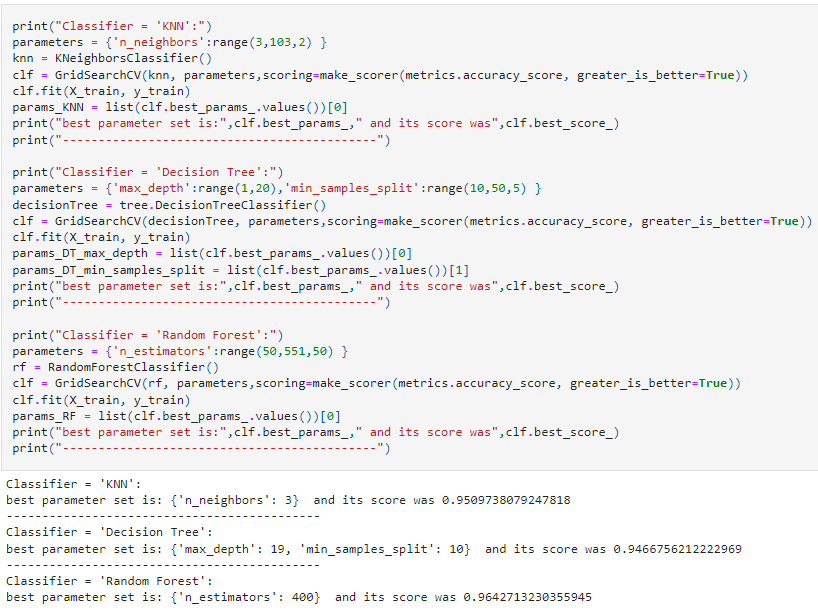 print("Classifier = 'KNN':")
parameters = {'n_neighbors':range(3,103,2) }
knn = KNeighborsClassifier()
clf = GridSearchCV(knn, parameters,scoring=make_scorer(metrics.accuracy_score, greater_is_better=True))
clf.fit(X_train, y_train)
params_KNN = list(clf.best_params_.values())[0]
print("best parameter set is:",clf.best_params_," and its score was",clf.best_score_)
print("--------------------------------------------")
print("Classifier = 'Decision Tree':")
parameters = {'max_depth':range(1,20),'min_samples_split':range(10,50,5) }
decisionTree = tree.DecisionTreeClassifier()
clf = GridSearchCV(decisionTree, parameters,scoring=make_scorer(metrics.accuracy_score, greater_is_better=True))
clf.fit(X_train, y_train)
params_DT_max_depth = list(clf.best_params_.values())[0]
params_DT_min_samples_split = list(clf.best_params_.values())[1]
print("best parameter set is:",clf.best_params_," and its score was",clf.best_score_)
print("--------------------------------------------")
print("Classifier = 'Random Forest':")
parameters = {'n_estimators':range(50,551,50) }
rf = RandomForestClassifier()
clf = GridSearchCV(rf, parameters,scoring=make_scorer(metrics.accuracy_score, greater_is_better=True))
clf.fit(X_train, y_train)
params_RF = list(clf.best_params_.values())[0]
print("best parameter set is:",clf.best_params_," and its score was",clf.best_score_)
print("--------------------------------------------")
Classifier = 'KNN':
best parameter set is: {'n_neighbors': 3}  and its score was 0.9509738079247818
--------------------------------------------
Classifier = 'Decision Tree':
best parameter set is: {'max_depth': 19, 'min_samples_split': 10}  and its score was 0.9466756212222969
--------------------------------------------
Classifier = 'Random Forest':
best parameter set is: {'n_estimators': 400}  and its score was 0.9642713230355945